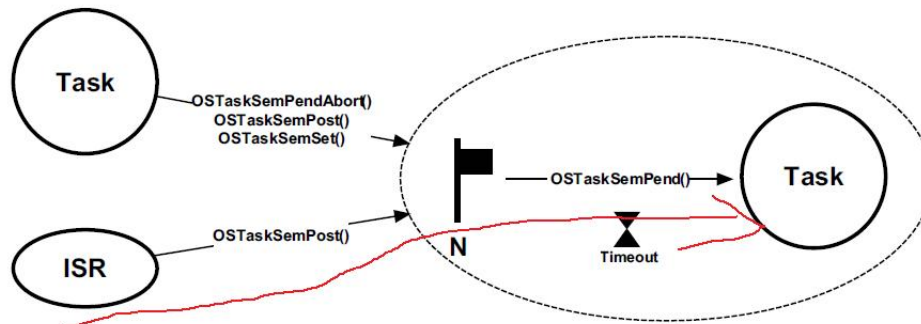 Task
OSTaskSemPendAbort()
OSTaskSemPost()
OSTaskSemSet()
OSTaskSemPend()
Task
OSTaskSemPost()
ISR
N
Timeout